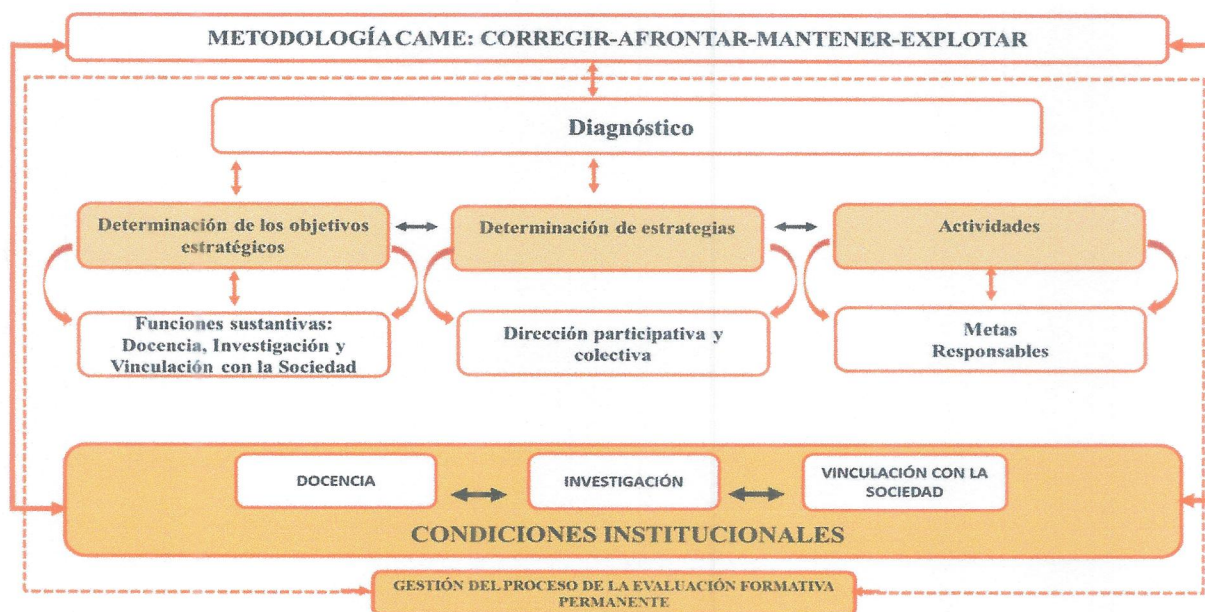 METODOLOGÍA CAME: CORREGIR-AFRONTAR-MANTENER-EXPLOTAR
Diagnóstico
Determinación de los objetivos
estratégicos
Determinación de estrategias
Actividades
Funciones sustantivas:
Docencia, Investigación y
Vinculación con la Sociedad
Dirección participativa y
colectiva
Metas
Responsables
DOCENCIA
INVESTIGACIÓN
VINCULACIÓN CON LA
SOCIEDAD
CONDICIONES INSTITUCIONALES
GESTIÓN DEL PROCESO DE LA EVALUACIÓN FORMATIVA
PERMANENTE